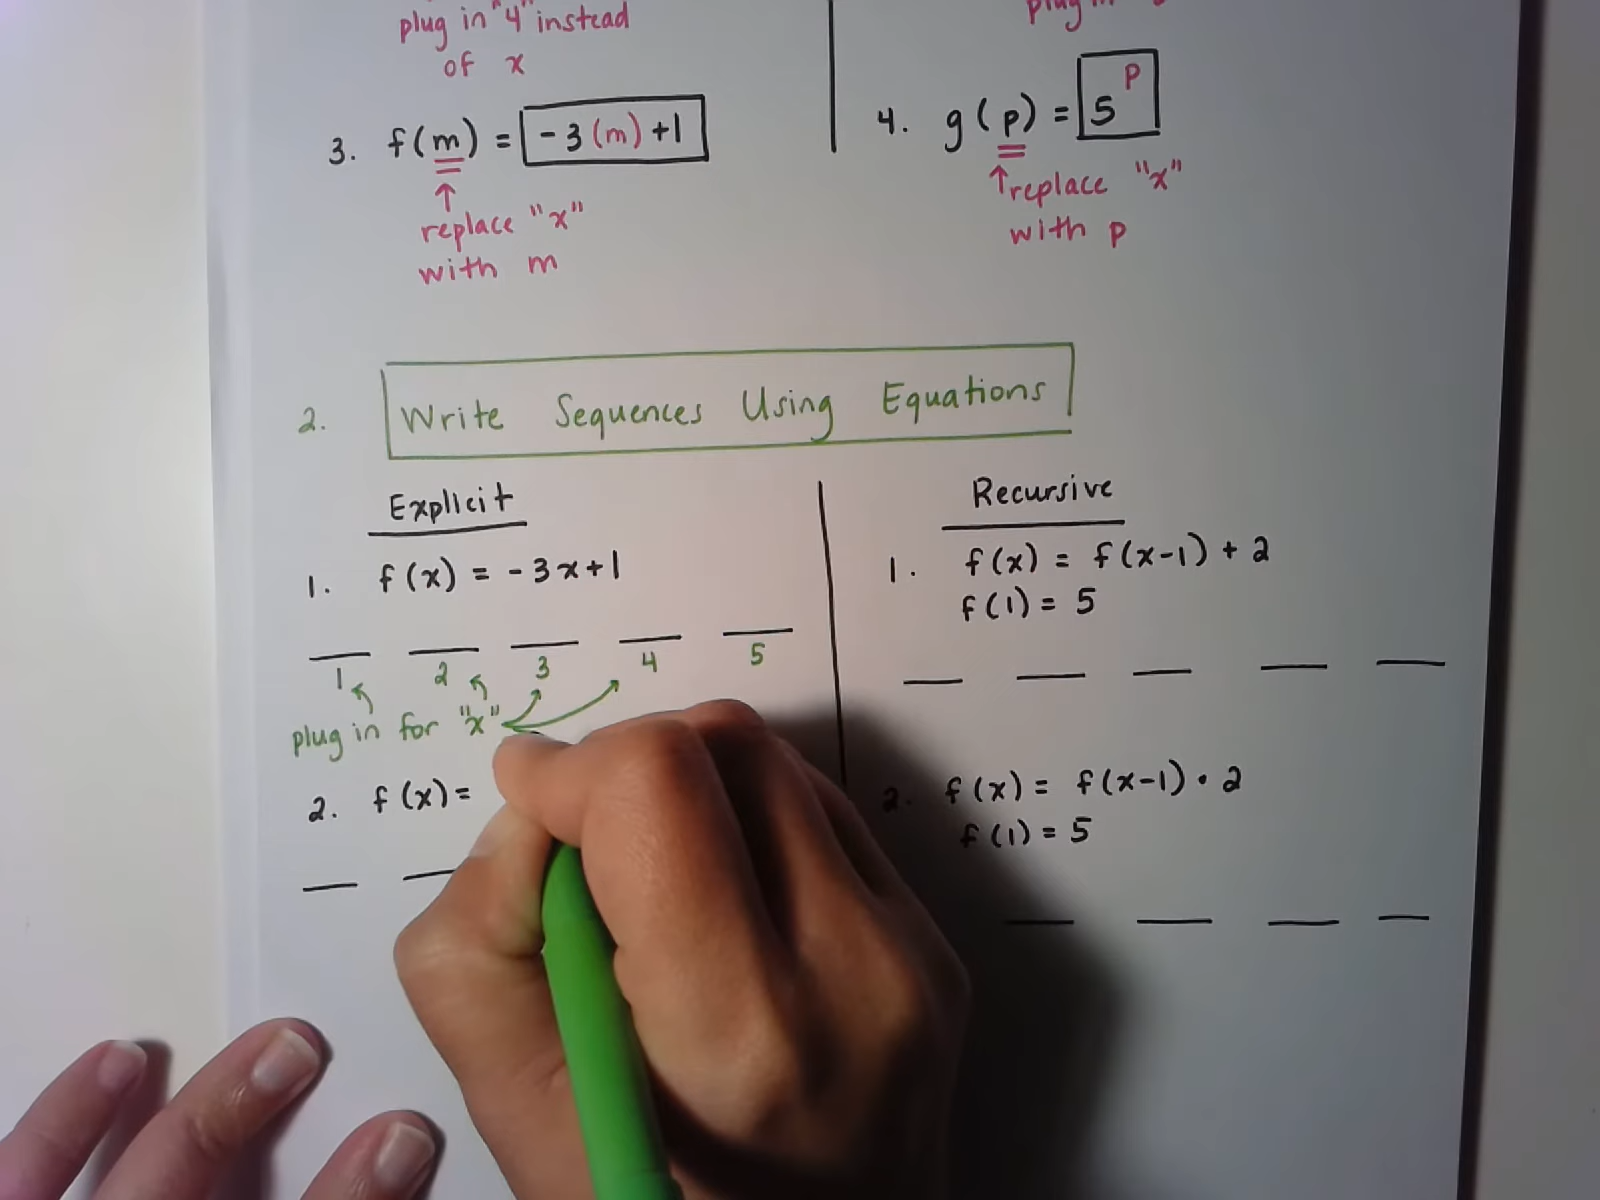 plug in "4" instead
of x
plug in
3. f(m) = -3(m)+1
replace "x"
with m
4. g(p) = 5^p
replace "x"
with p
2. Write Sequences Using Equations
Explicit
1. f(x) = -3x+1
1 2 3 4 5
plug in for "x"
2. f(x) =
Recursive
1. f(x) = f(x-1) + 2
f(1) = 5
2. f(x) = f(x-1) • 2
f(1) = 5